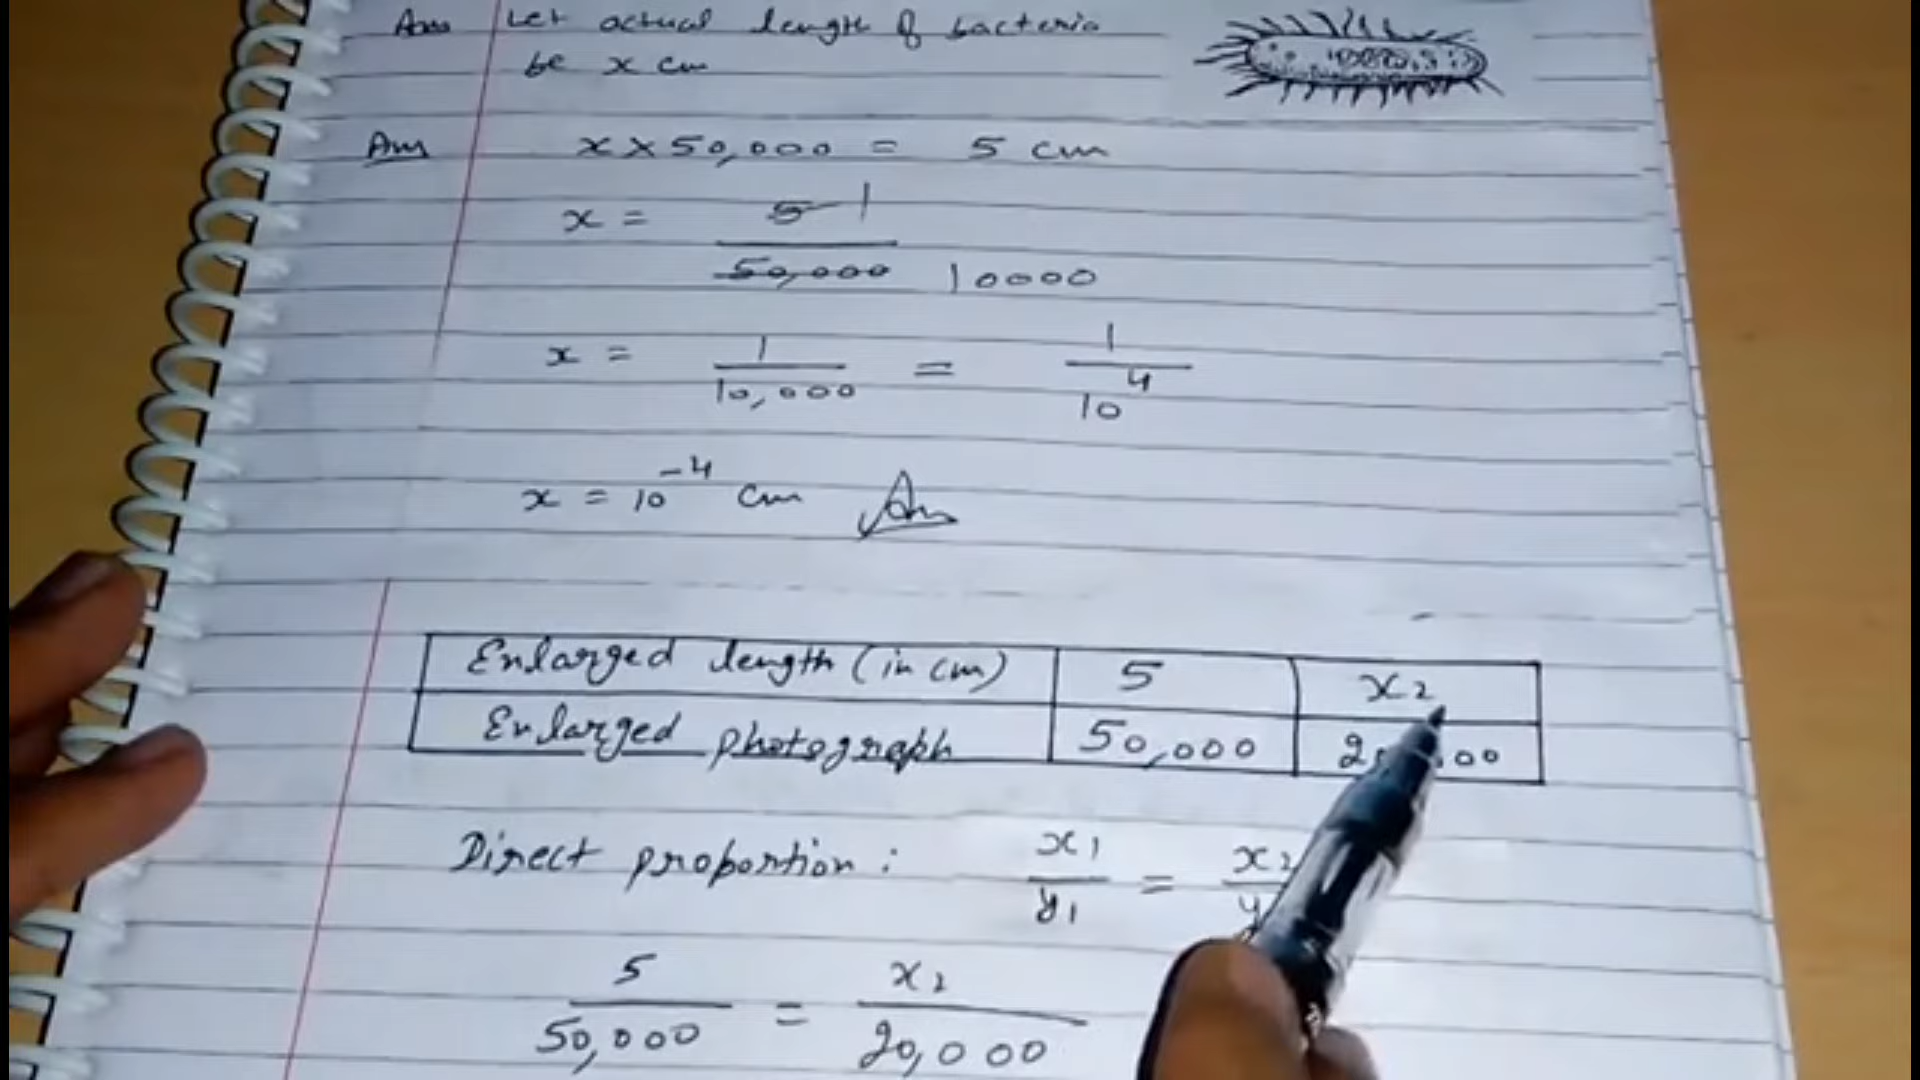 Ans Let actual length of bacteria
be x cm
Ans x × 50,000 = 5 cm
x = 5 1
50,000 10000
x = 1/10,000 = 1/10^4
x = 10^-4 cm Ans
Enlarged length (in cm) 5 x2
Enlarged photograph 50,000
Direct proportion: x1/y1 = x2/y
5/50,000 = x2/20,000